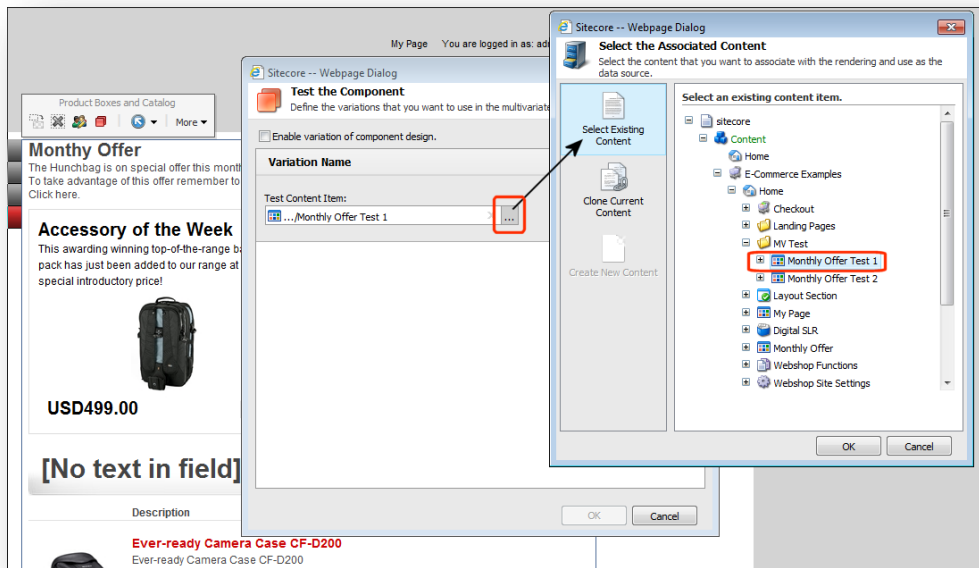 My Page You are logged in as: adm
Product Boxes and Catalog
More
Monthy Offer
The Hunchbag is on special offer this month
To take advantage of this offer remember to
Click here.
Accessory of the Week
This awarding winning top-of-the-range ba
pack has just been added to our range at
special introductory price!
USD499.00
[No text in field]
Description
Ever-ready Camera Case CF-D200
Ever-ready Camera Case CF-D200
Sitecore -- Webpage Dialog
Test the Component
Define the variations that you want to use in the multivariate
Enable variation of component design.
Variation Name
Test Content Item:
.../Monthly Offer Test 1
...
OK
Cancel
Sitecore -- Webpage Dialog
Select the Associated Content
Select the content that you want to associate with the rendering and use as the
data source.
Select Existing
Content
Clone Current
Content
Create New Content
Select an existing content item.
sitecore
Content
Home
E-Commerce Examples
Home
Checkout
Landing Pages
MV Test
Monthly Offer Test 1
Monthly Offer Test 2
Layout Section
My Page
Digital SLR
Monthly Offer
Webshop Functions
Webshop Site Settings
OK
Cancel